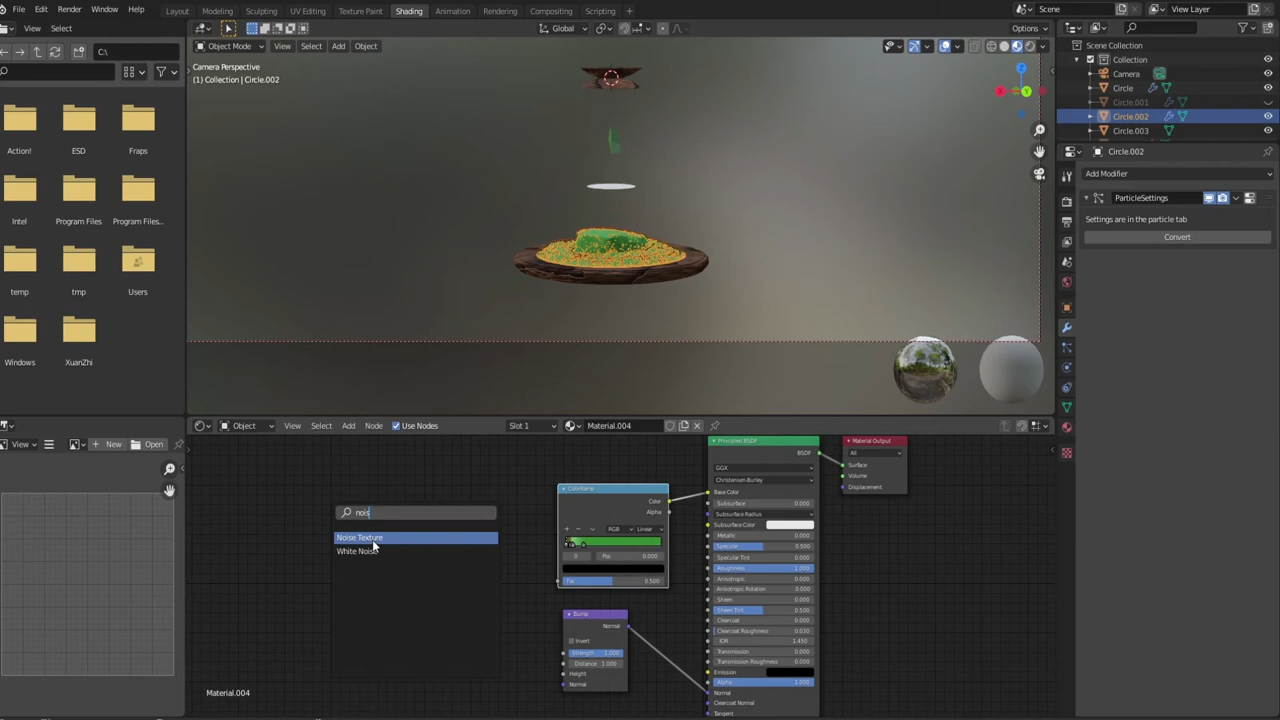 File Edit Render Window Help Layout Modeling Sculpting UV Editing Texture Paint Shading Animation Rendering Compositing Scripting Scene View Layer
View Select Global Options
C:\ Object Mode View Select Add Object
Camera Perspective
(1) Collection | Circle.002
Scene Collection
Collection
Camera
Circle
Circle.001
Circle.002
Circle.003
Circle.002
Add Modifier
ParticleSettings
Settings are in the particle tab
Convert
Action! ESD Fraps
Intel Program Files Program Files...
temp tmp Users
Windows XuanZhi
View New Open
Object View Select Add Node Use Nodes Slot 1 Material.004
nois
Noise Texture
White Noise
ColorRamp
Color
Alpha
RGB Linear
0 Pos 0.000
Fac 0.500
Bump
Normal
Invert
Strength 1.000
Distance 1.000
Height
Normal
Principled BSDF
BSDF
GGX
Christensen-Burley
Base Color
Subsurface 0.000
Subsurface Radius
Subsurface Color
Metallic 0.000
Specular 0.500
Specular Tint 0.000
Roughness 1.000
Anisotropic 0.000
Anisotropic Rotation 0.000
Sheen 0.000
Sheen Tint 0.500
Clearcoat 0.000
Clearcoat Roughness 0.030
IOR 1.450
Transmission 0.000
Transmission Roughness 0.000
Emission
Alpha 1.000
Normal
Clearcoat Normal
Tangent
Material Output
All
Surface
Volume
Displacement
Material.004